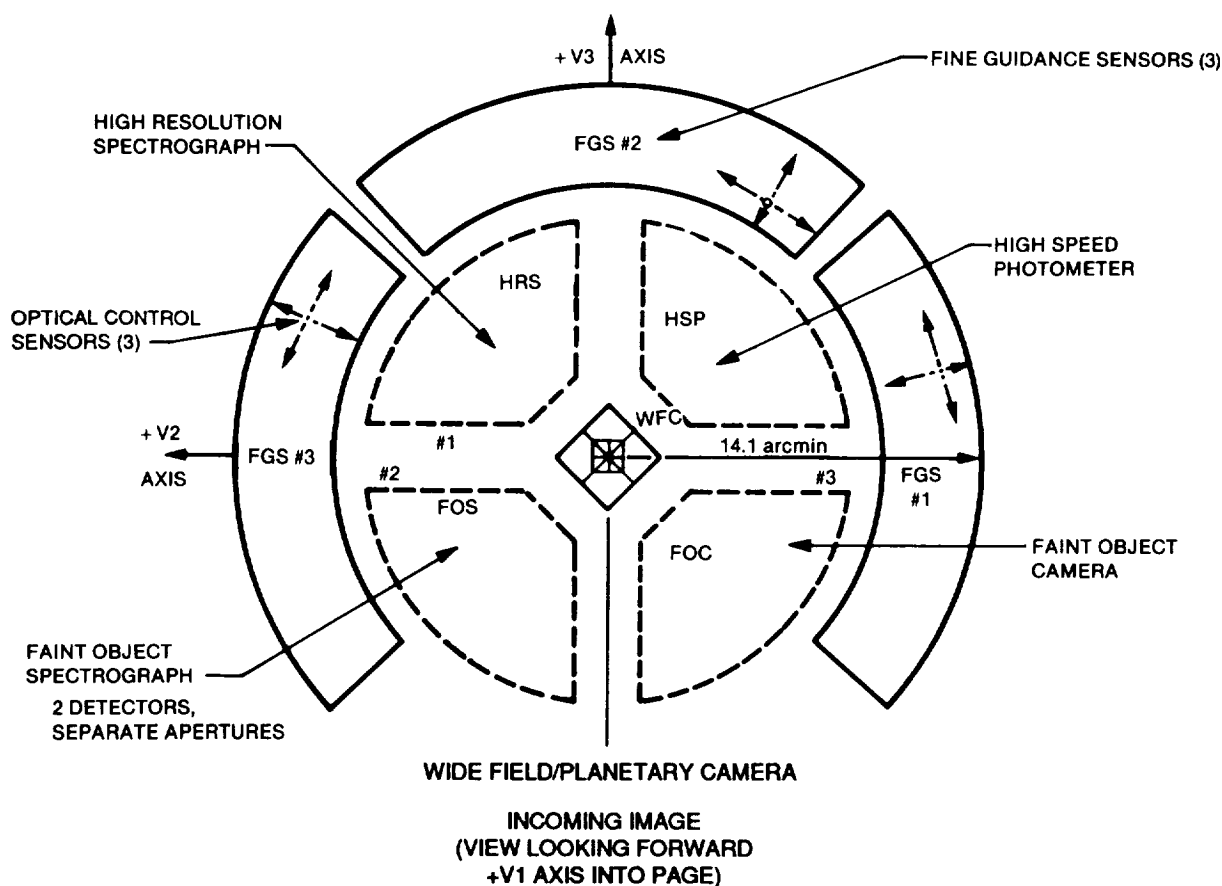 + V3 AXIS
FINE GUIDANCE SENSORS (3)
HIGH RESOLUTION
SPECTROGRAPH
FGS #2
HIGH SPEED
PHOTOMETER
HRS
HSP
OPTICAL CONTROL
SENSORS (3)
WFC
+ V2
AXIS
FGS #3
#1
14.1 arcmin
#2
#3
FGS
#1
FOS
FOC
FAINT OBJECT
CAMERA
FAINT OBJECT
SPECTROGRAPH
2 DETECTORS,
SEPARATE APERTURES
WIDE FIELD/PLANETARY CAMERA
INCOMING IMAGE
(VIEW LOOKING FORWARD
+V1 AXIS INTO PAGE)